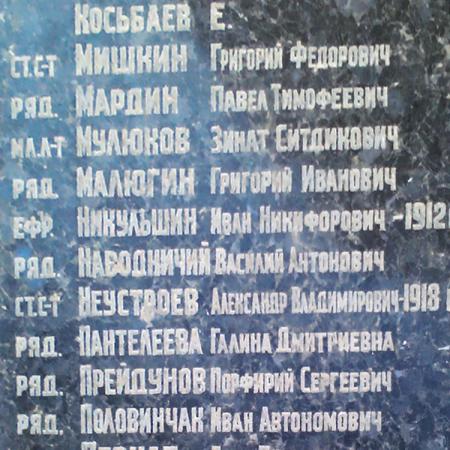 КОСЬБАЕВ Е.
СТ.С-Т МИШКИН ГРИГОРИЙ ФЕДОРОВИЧ
РЯД. МАРДИН ПАВЕЛ ТИМОФЕЕВИЧ
МЛ.Л-Т МУЛЮКОВ ЗИНАТ СИТДИКОВИЧ
РЯД. МАЛЮГИН ГРИГОРИЙ ИВАНОВИЧ
ЕФР. НИКУЛЬШИН ИВАН НИКИФОРОВИЧ -1912
РЯД. НАВОДНИЧИЙ ВАСИЛИЙ АНТОНОВИЧ
СТ.С-Т НЕУСТРОЕВ АЛЕКСАНДР ВЛАДИМИРОВИЧ-1918
РЯД. ПАНТЕЛЕЕВА ГАЛИНА ДМИТРИЕВНА
РЯД. ПРЕЙДУНОВ ПОРФИРИЙ СЕРГЕЕВИЧ
РЯД. ПОЛОВИНЧАК ИВАН АВТОНОМОВИЧ